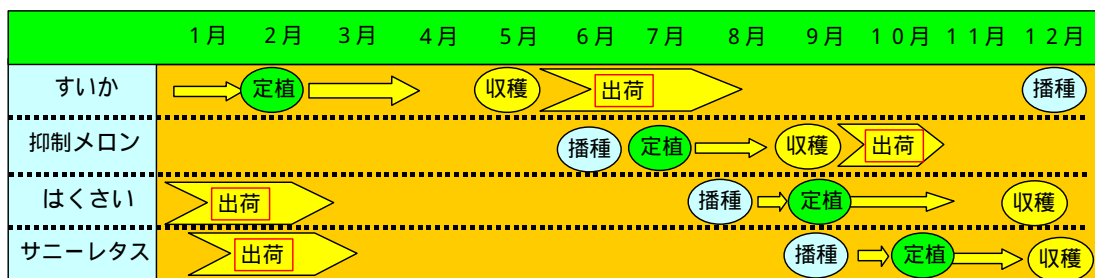 1月 2月 3月 4月 5月 6月 7月 8月 9月 10月 11月 12月
すいか 定植 収穫 出荷 播種
抑制メロン 播種 定植 収穫 出荷
はくさい 出荷 播種 定植 収穫
サニーレタス 出荷 播種 定植 収穫